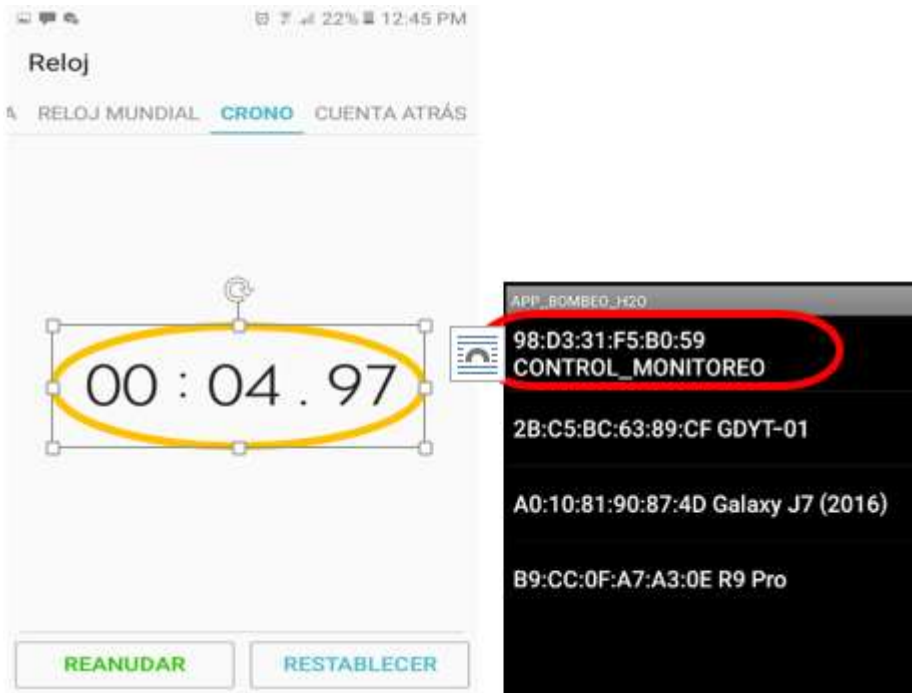 22% 12:45 PM
Reloj
A RELOJ MUNDIAL CRONO CUENTA ATRÁS
00 : 04 . 97
REANUDAR RESTABLECER
APP_BOMBEO_H2O
98:D3:31:F5:B0:59
CONTROL_MONITOREO
2B:C5:BC:63:89:CF GDYT-01
A0:10:81:90:87:4D Galaxy J7 (2016)
B9:CC:0F:A7:A3:0E R9 Pro